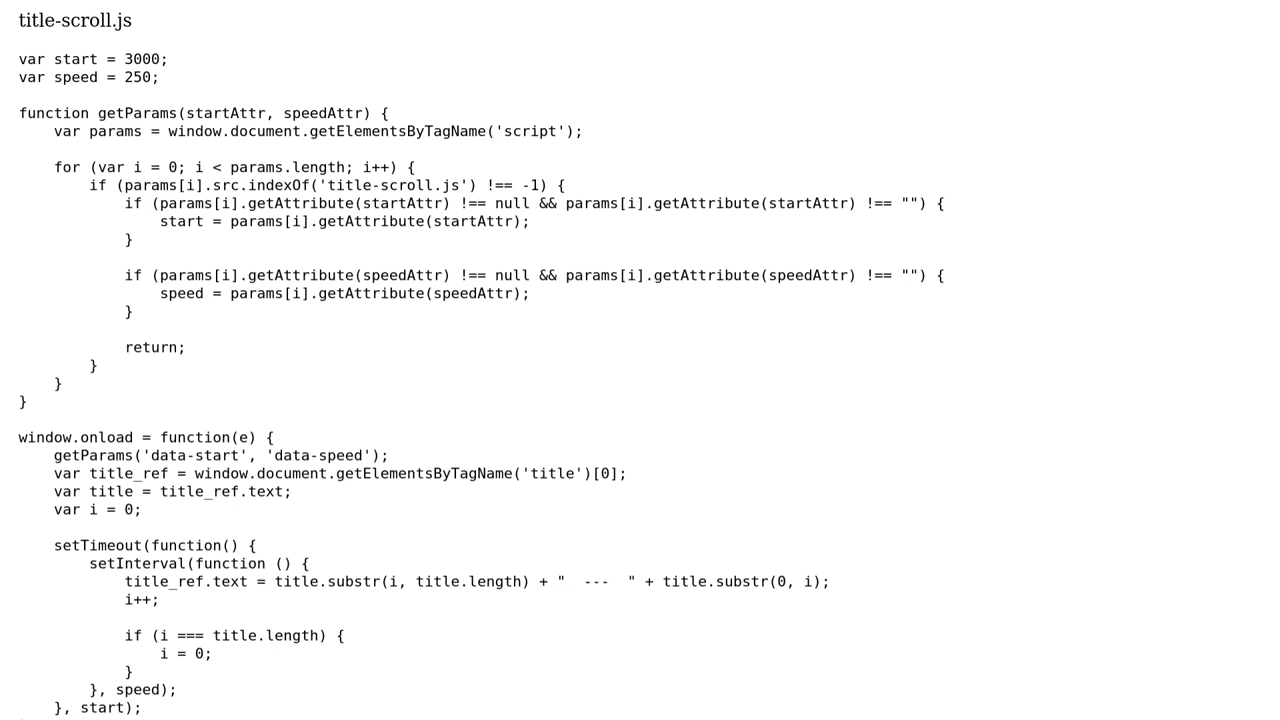 title-scroll.js
var start = 3000;
var speed = 250;
function getParams(startAttr, speedAttr) {
    var params = window.document.getElementsByTagName('script');
    for (var i = 0; i < params.length; i++) {
        if (params[i].src.indexOf('title-scroll.js') !== -1) {
            if (params[i].getAttribute(startAttr) !== null && params[i].getAttribute(startAttr) !== "") {
                start = params[i].getAttribute(startAttr);
            }
            if (params[i].getAttribute(speedAttr) !== null && params[i].getAttribute(speedAttr) !== "") {
                speed = params[i].getAttribute(speedAttr);
            }
            return;
        }
    }
}
window.onload = function(e) {
    getParams('data-start', 'data-speed');
    var title_ref = window.document.getElementsByTagName('title')[0];
    var title = title_ref.text;
    var i = 0;
    setTimeout(function() {
        setInterval(function () {
            title_ref.text = title.substr(i, title.length) + "  ---  " + title.substr(0, i);
            i++;
            if (i === title.length) {
                i = 0;
            }
        }, speed);
    }, start);